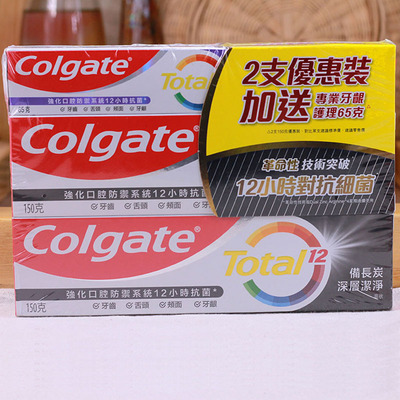 Colgate
Total
強化口腔防禦系統12小時抗菌*
65克
牙齒 舌頭 頰面 牙齦
2支優惠裝
加送 專業牙齦
護理65克
Colgate
革命性 技術突破
12小時對抗細菌
強化口腔防禦系統12小時抗菌
150克
牙齒 舌頭 頰面 牙齦
Colgate
Total 12
備長炭
深層潔淨
強化口腔防禦系統12小時抗菌*
150克
牙齒 舌頭 頰面 牙齦